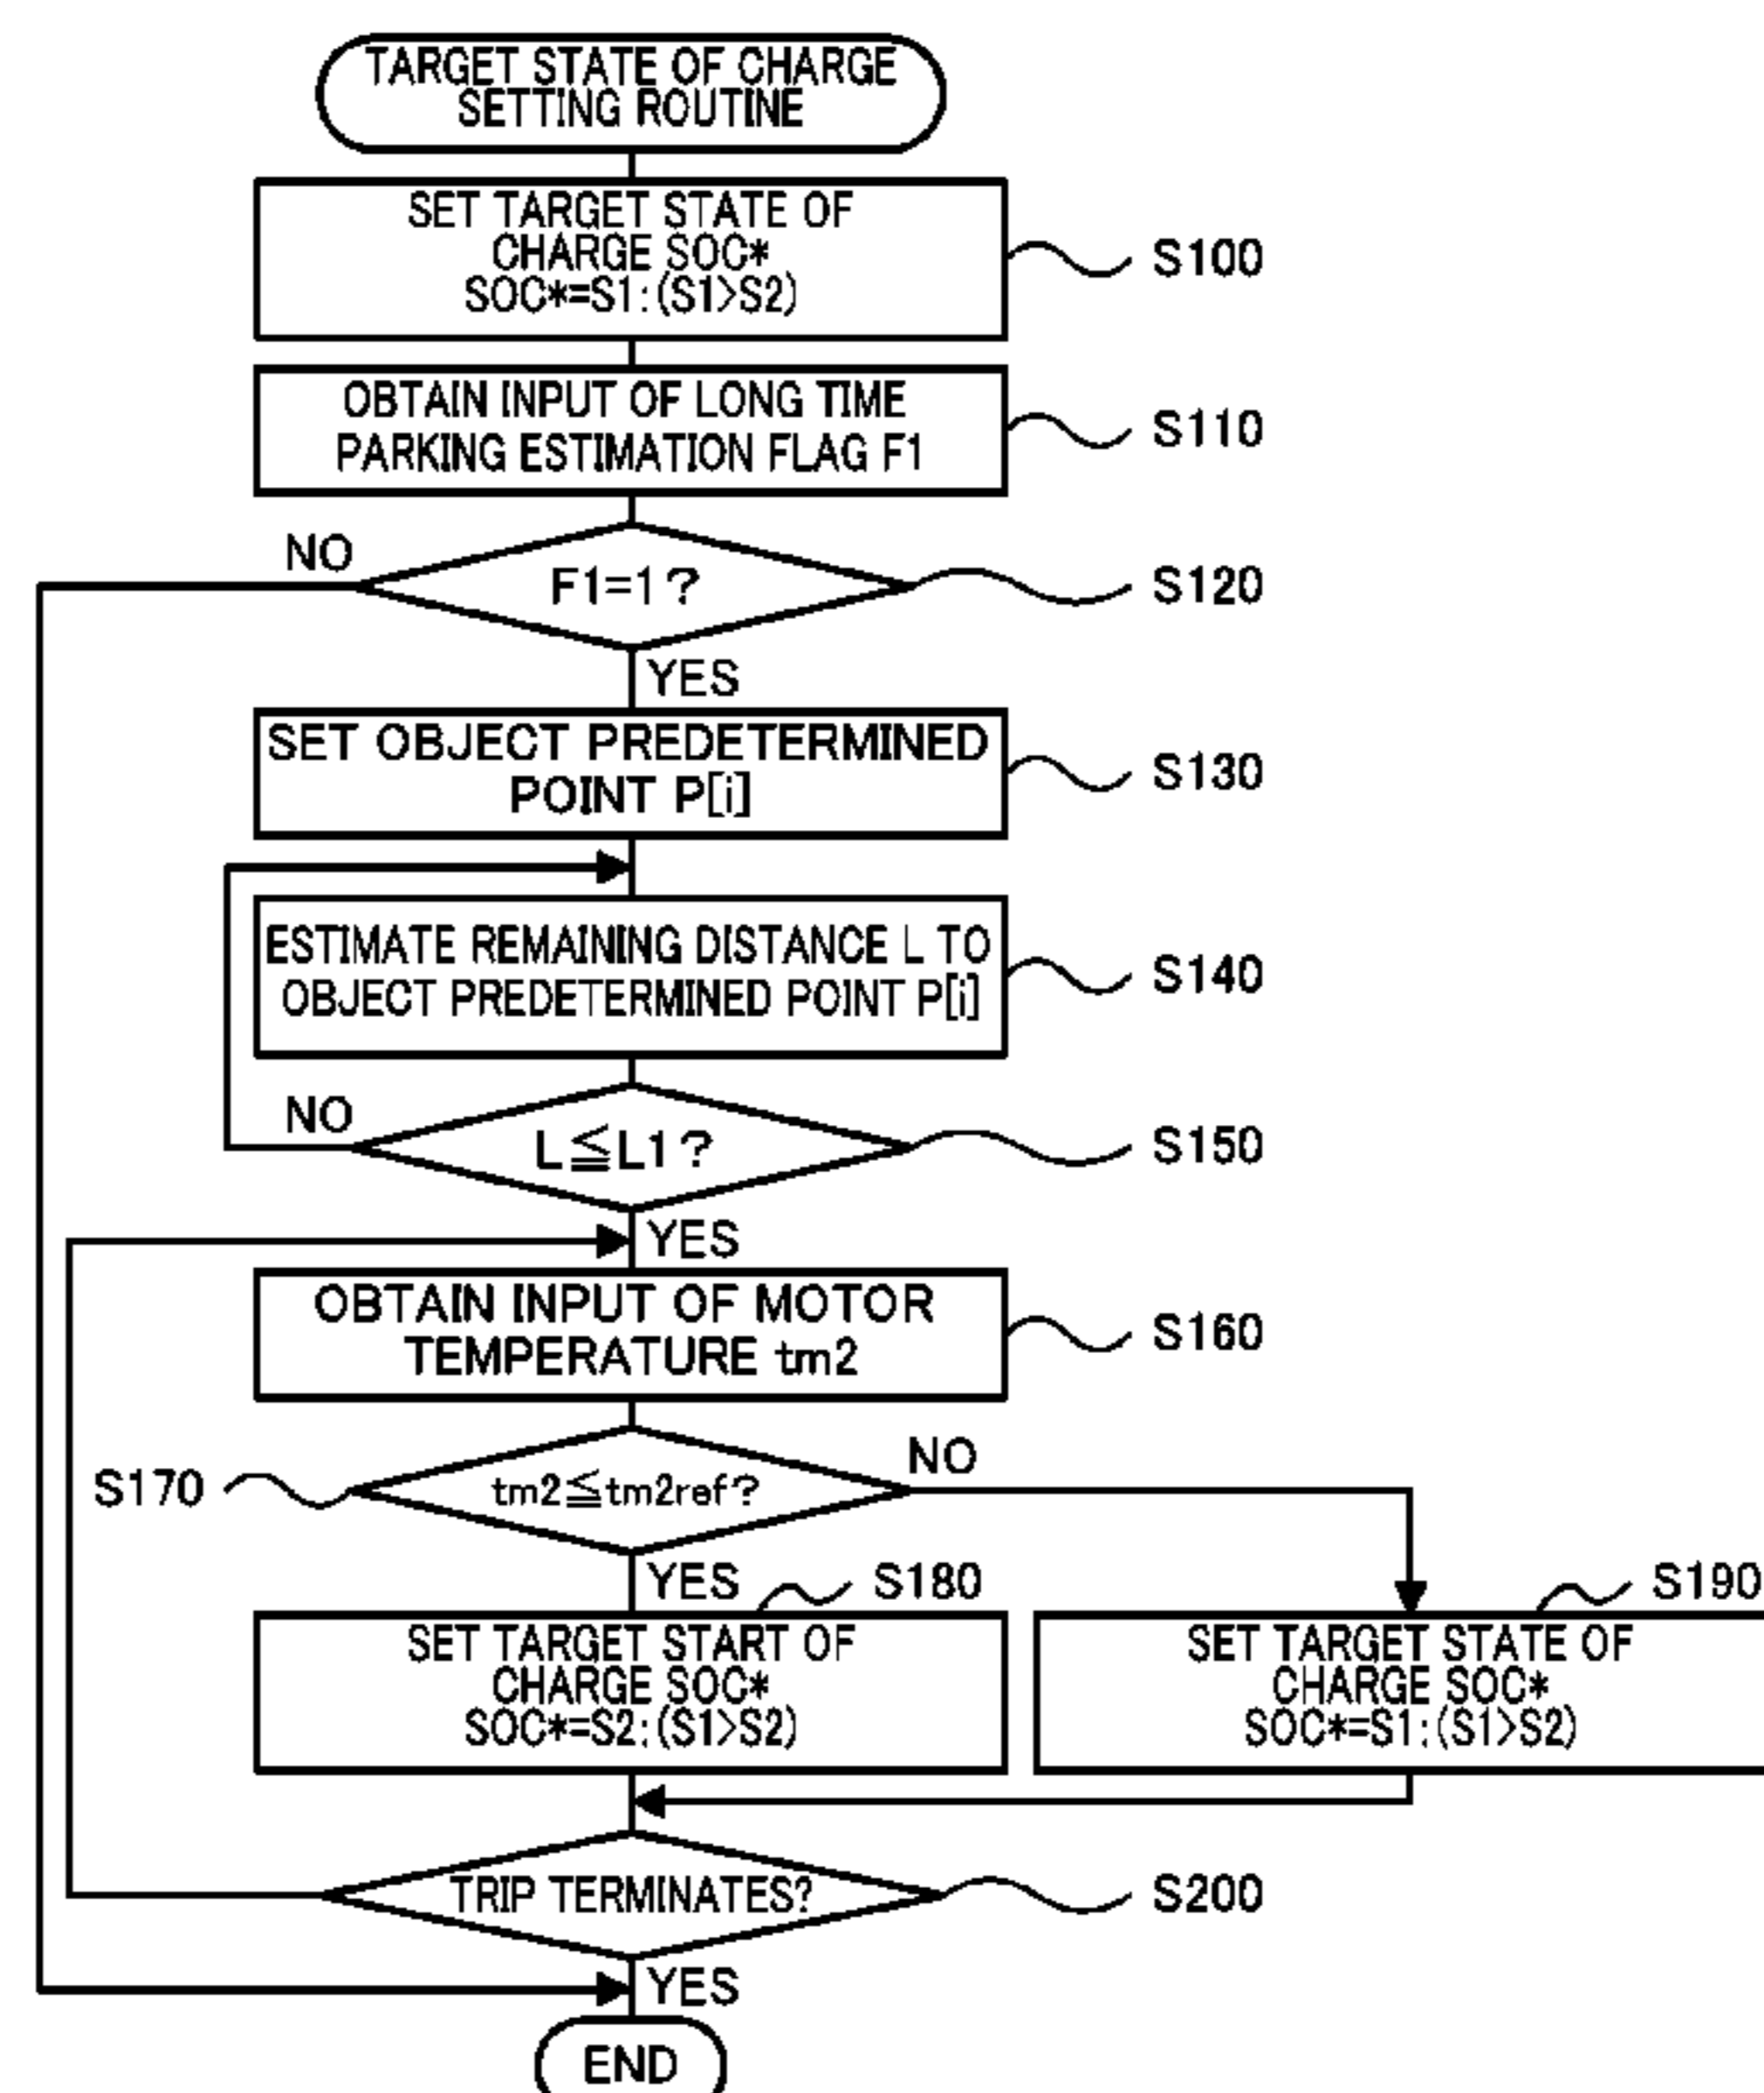 TARGET STATE OF CHARGE
SETTING ROUTINE
SET TARGET STATE OF
CHARGE SOC*
SOC*=S1:(S1>S2)
S100
OBTAIN INPUT OF LONG TIME
PARKING ESTIMATION FLAG F1
S110
NO
F1=1?
S120
YES
SET OBJECT PREDETERMINED
POINT P[i]
S130
ESTIMATE REMAINING DISTANCE L TO
OBJECT PREDETERMINED POINT P[i]
S140
NO
L≦L1?
S150
YES
OBTAIN INPUT OF MOTOR
TEMPERATURE tm2
S160
S170
tm2≦tm2ref?
NO
YES
S180
S190
SET TARGET START OF
CHARGE SOC*
SOC*=S2:(S1>S2)
SET TARGET STATE OF
CHARGE SOC*
SOC*=S1:(S1>S2)
TRIP TERMINATES?
S200
YES
END